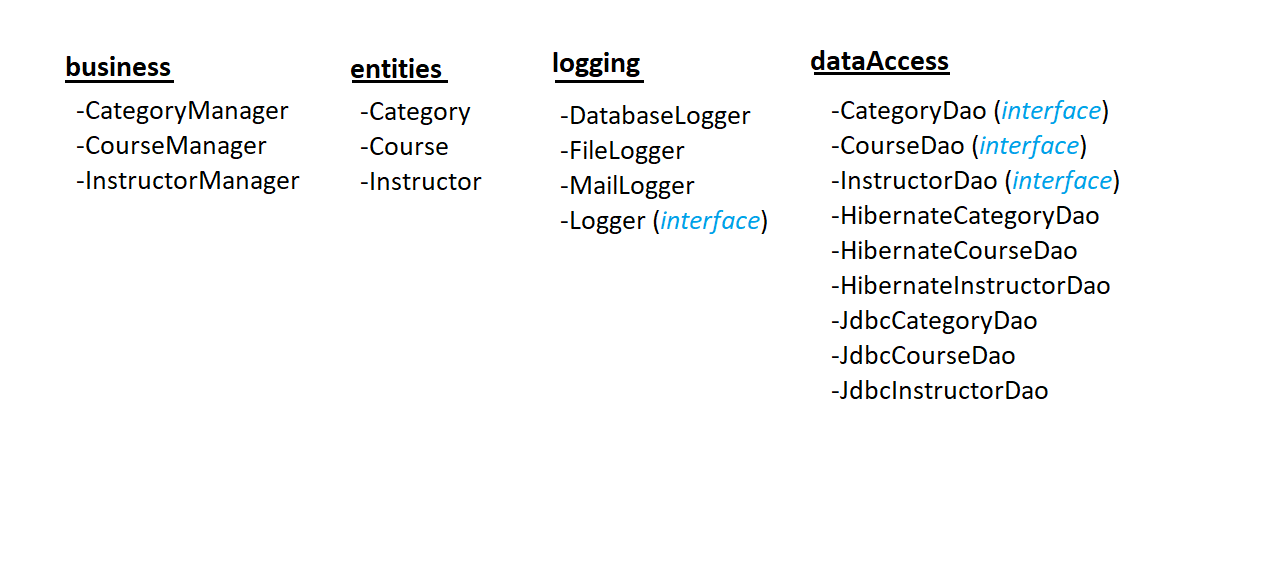 business
-CategoryManager
-CourseManager
-InstructorManager
entities
-Category
-Course
-Instructor
logging
-DatabaseLogger
-FileLogger
-MailLogger
-Logger (interface)
dataAccess
-CategoryDao (interface)
-CourseDao (interface)
-InstructorDao (interface)
-HibernateCategoryDao
-HibernateCourseDao
-HibernateInstructorDao
-JdbcCategoryDao
-JdbcCourseDao
-JdbcInstructorDao